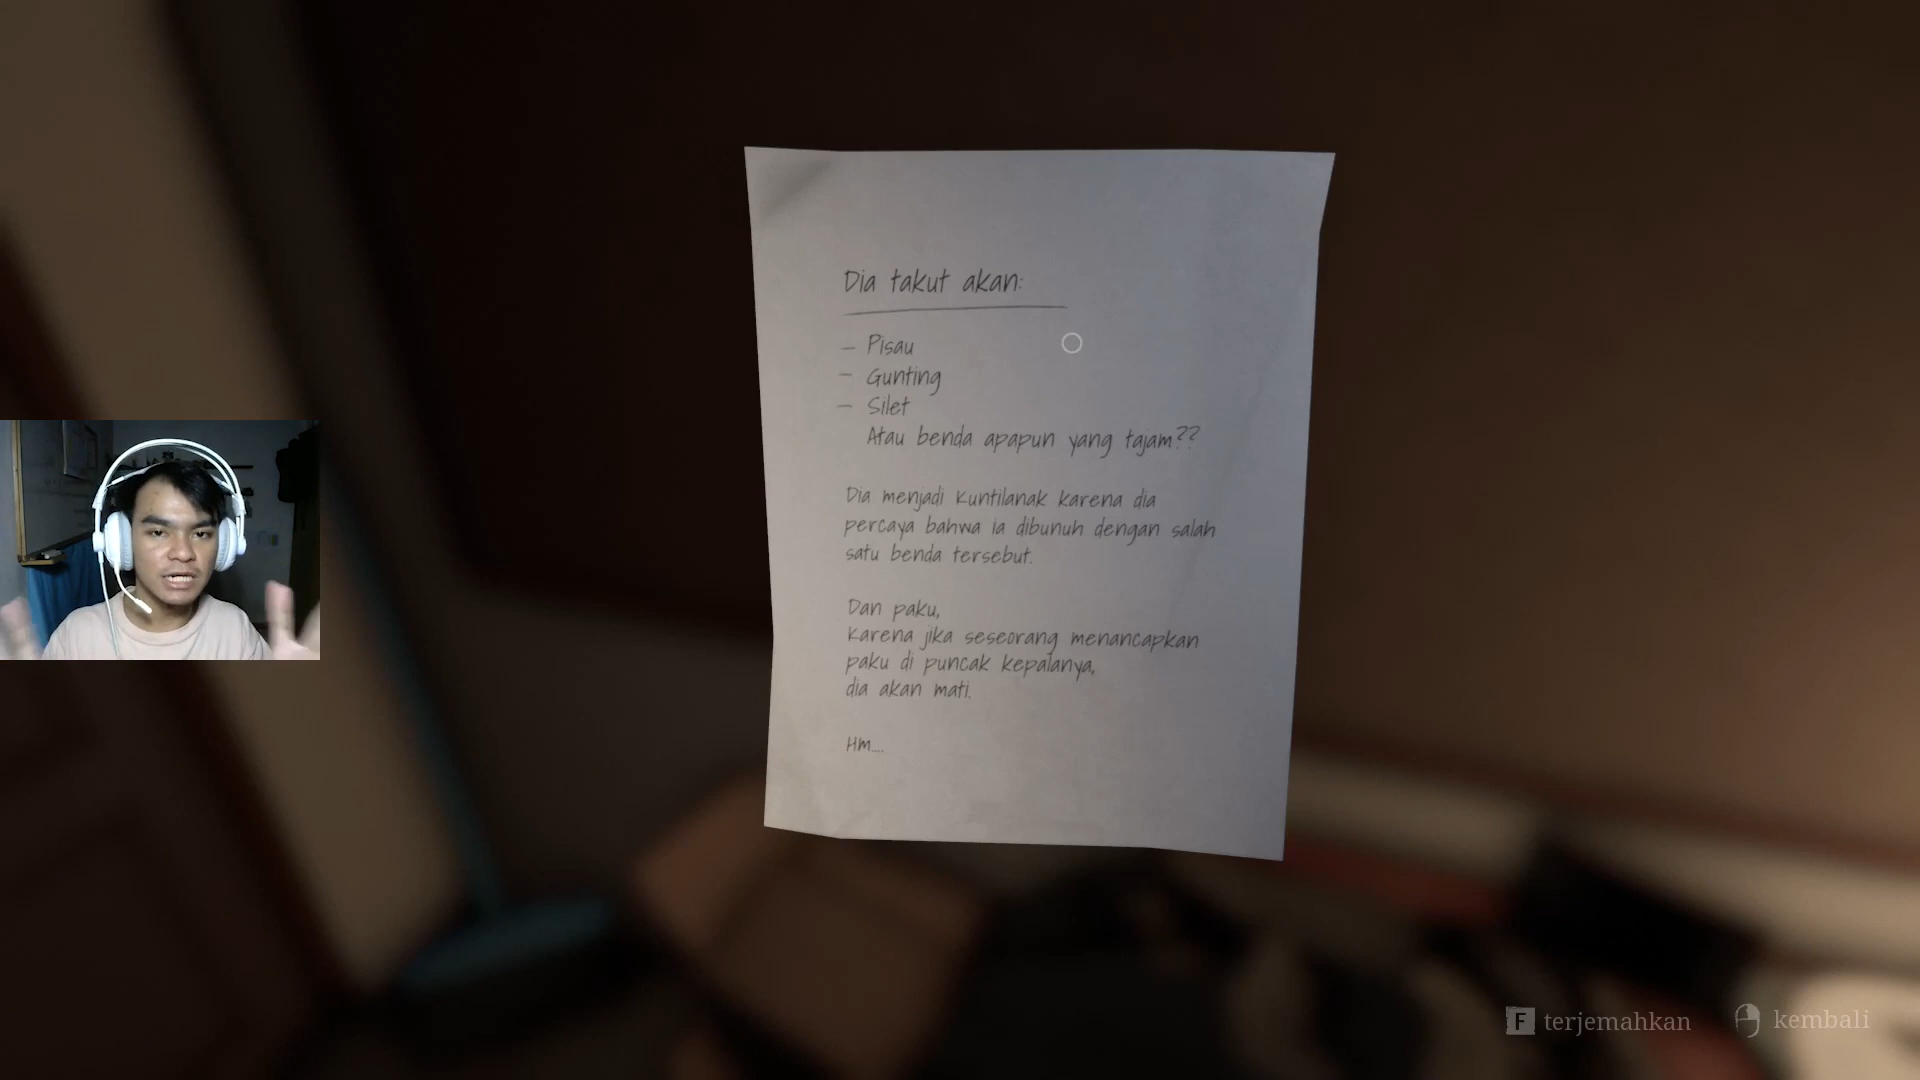 Dia takut akan:
- Pisau
- Gunting
- Silet
Atau benda apapun yang tajam??
Dia menjadi kuntilanak karena dia
percaya bahwa ia dibunuh dengan salah
satu benda tersebut.
Dan paku,
karena jika seseorang menancapkan
paku di puncak kepalanya,
dia akan mati.
Hm....
F terjemahkan
kembali